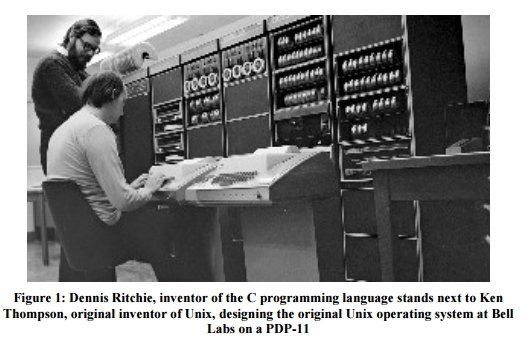 Figure 1: Dennis Ritchie, inventor of the C programming language stands next to Ken
Thompson, original inventor of Unix, designing the original Unix operating system at Bell
Labs on a PDP-11